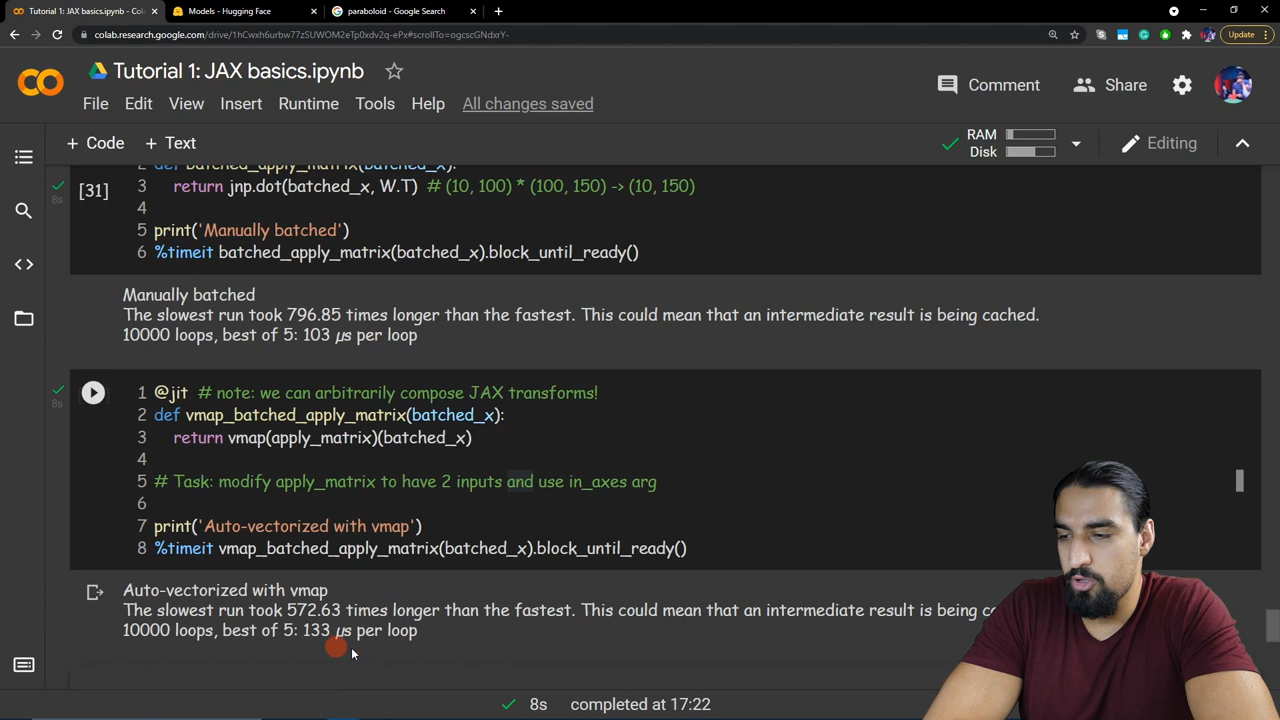 Tutorial 1: JAX basics.ipynb - Col
Models - Hugging Face
paraboloid - Google Search
colab.research.google.com/drive/1hCwxh6urbw77zSUWOM2eTp0xdv2q-ePx#scrollTo=ogcscGNdxrY-
Update
Tutorial 1: JAX basics.ipynb
Comment
Share
File Edit View Insert Runtime Tools Help All changes saved
+ Code + Text
RAM
Disk
Editing
2 def batched_apply_matrix(batched_x):
[31]
8s
3 return jnp.dot(batched_x, W.T) # (10, 100) * (100, 150) -> (10, 150)
4
5 print('Manually batched')
6 %timeit batched_apply_matrix(batched_x).block_until_ready()
Manually batched
The slowest run took 796.85 times longer than the fastest. This could mean that an intermediate result is being cached.
10000 loops, best of 5: 103 µs per loop
8s
1 @jit # note: we can arbitrarily compose JAX transforms!
2 def vmap_batched_apply_matrix(batched_x):
3 return vmap(apply_matrix)(batched_x)
4
5 # Task: modify apply_matrix to have 2 inputs and use in_axes arg
6
7 print('Auto-vectorized with vmap')
8 %timeit vmap_batched_apply_matrix(batched_x).block_until_ready()
Auto-vectorized with vmap
The slowest run took 572.63 times longer than the fastest. This could mean that an intermediate result is being
10000 loops, best of 5: 133 µs per loop
8s completed at 17:22